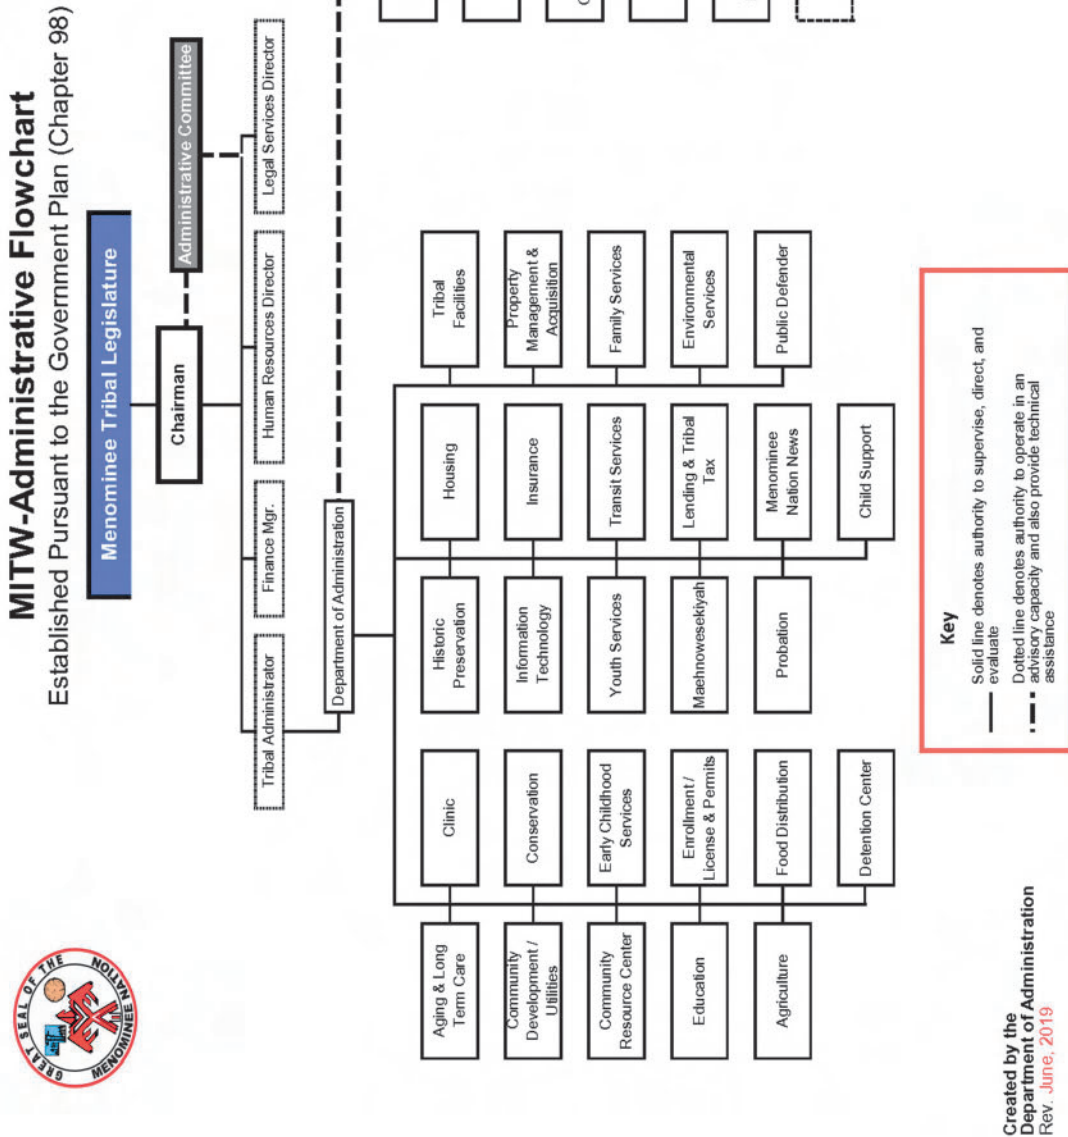 MITW-Administrative Flowchart
Established Pursuant to the Government Plan (Chapter 98)
GREAT SEAL OF THE
MENOMINEE NATION
Menominee Tribal Legislature
Chairman
Administrative Committee
Tribal Administrator
Finance Mgr.
Human Resources Director
Legal Services Director
Department of Administration
Aging & Long
Term Care
Clinic
Historic
Preservation
Housing
Tribal
Facilities
Community
Development /
Utilities
Conservation
Information
Technology
Insurance
Property
Management &
Acquisition
Community
Resource Center
Early Childhood
Services
Youth Services
Transit Services
Family Services
Education
Enrollment /
License & Permits
Maehnowesekiyah
Lending & Tribal
Tax
Environmental
Services
Agriculture
Food Distribution
Probation
Menominee
Nation News
Public Defender
Detention Center
Child Support
Key
Solid line denotes authority to supervise, direct, and
evaluate
Dotted line denotes authority to operate in an
advisory capacity and also provide technical
assistance
Created by the
Department of Administration
Rev. June, 2019